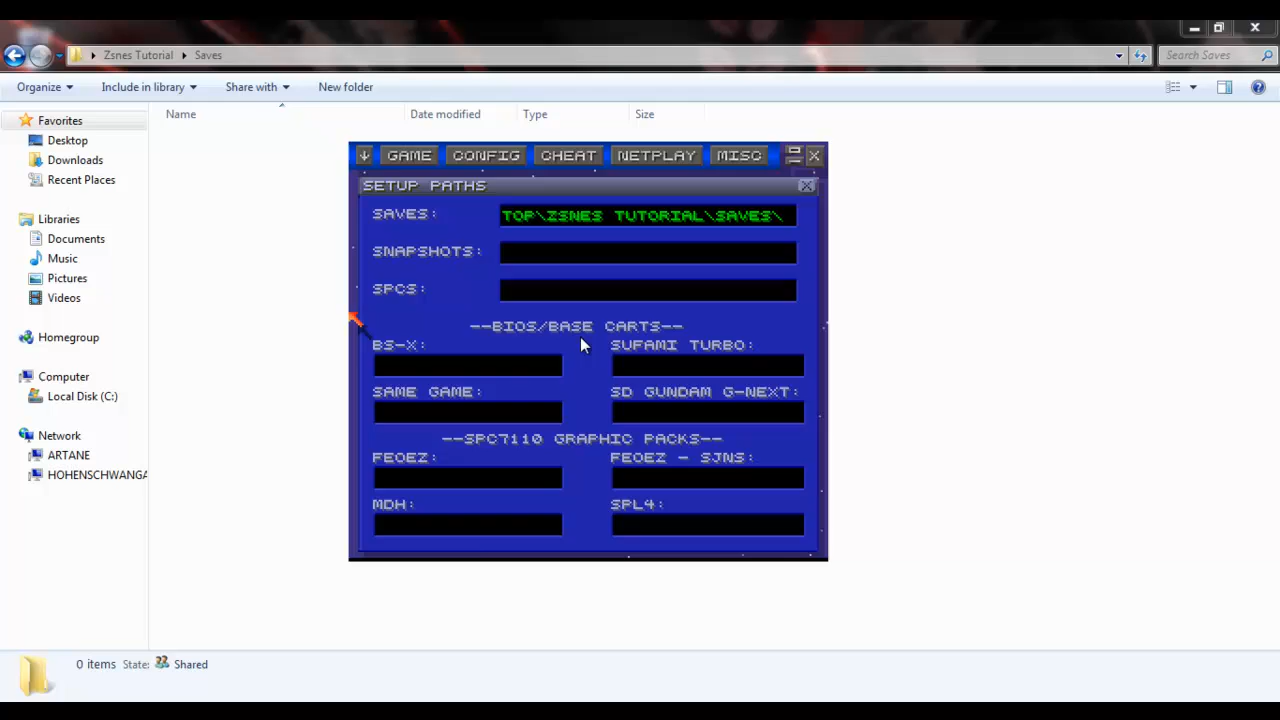 Zsnes Tutorial Saves
Search Saves
Organize Include in library Share with New folder
Name Date modified Type Size
Favorites
Desktop
Downloads
Recent Places
Libraries
Documents
Music
Pictures
Videos
Homegroup
Computer
Local Disk (C:)
Network
ARTANE
HOHENSCHWANGA
GAME CONFIG CHEAT NETPLAY MISC
SETUP PATHS
SAVES: TOP\ZSNES TUTORIAL\SAVES\
SNAPSHOTS:
SPCS:
--BIOS/BASE CARTS--
BS-X: SUFAMI TURBO:
SAME GAME: SD GUNDAM G-NEXT:
--SPC7110 GRAPHIC PACKS--
FEOEZ: FEOEZ - SJNS:
MDH: SPL4:
0 items State: Shared